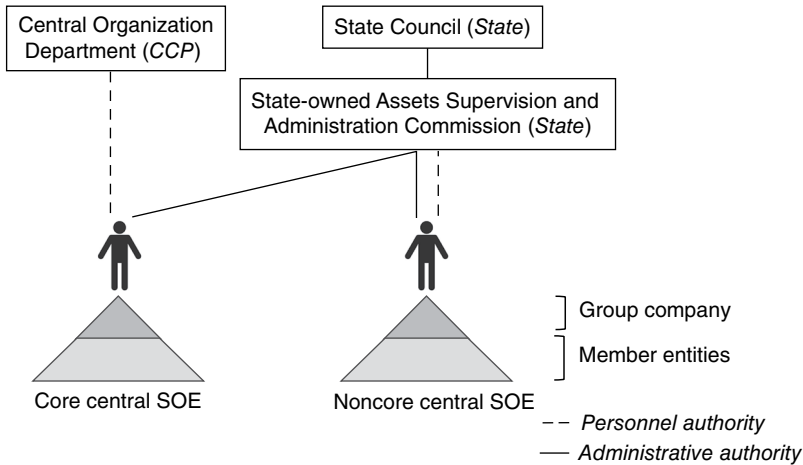 Central Organization
Department (CCP)
State Council (State)
State-owned Assets Supervision and
Administration Commission (State)
Group company
Member entities
Core central SOE
Noncore central SOE
Personnel authority
Administrative authority